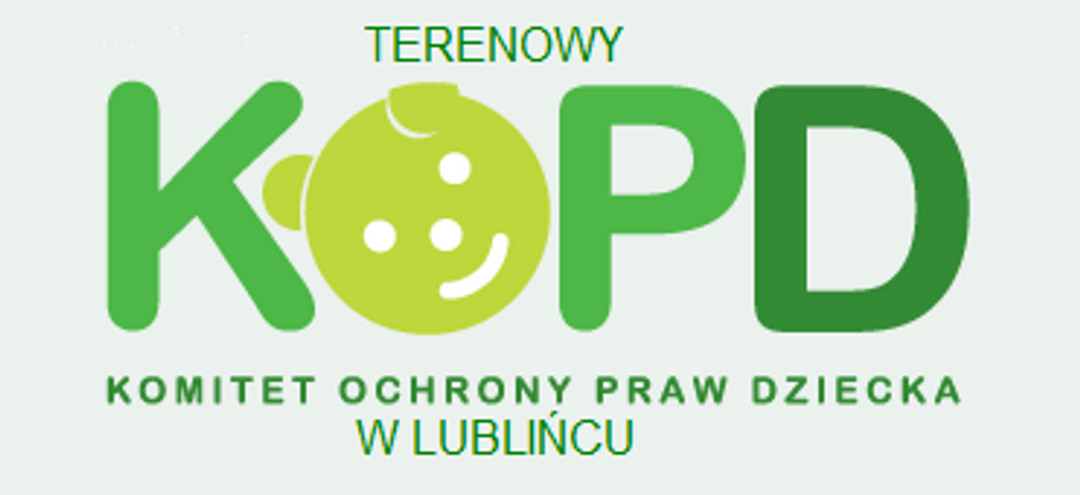 TERENOWY
KOPD
KOMITET OCHRONY PRAW DZIECKA
W LUBLIŃCU